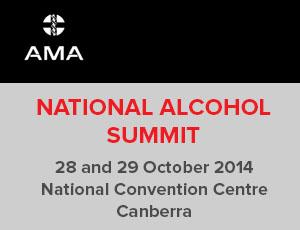 AMA
NATIONAL ALCOHOL
SUMMIT
28 and 29 October 2014
National Convention Centre
Canberra